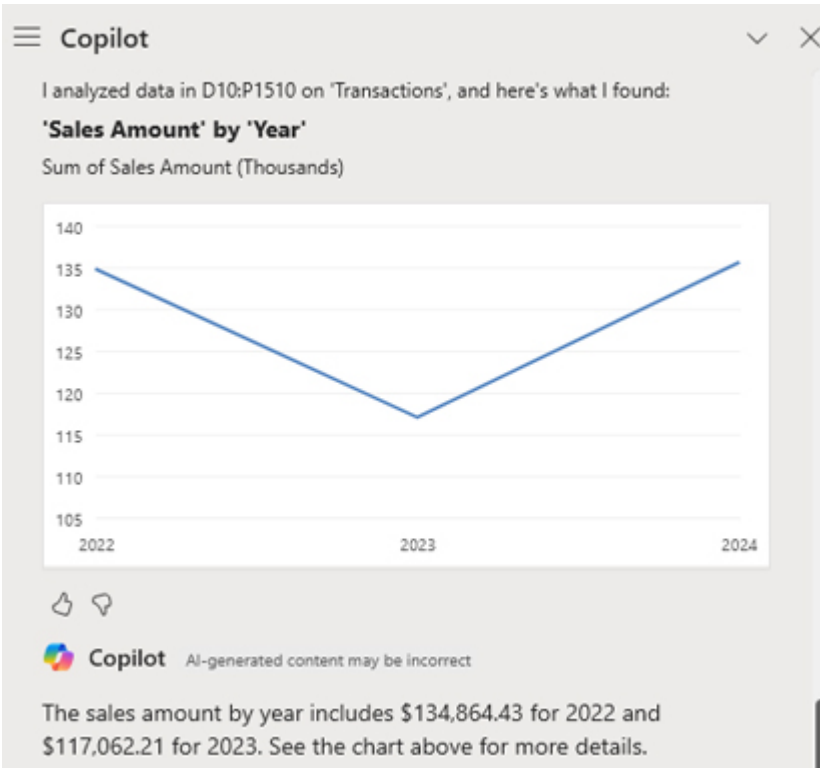 Copilot
I analyzed data in D10:P1510 on 'Transactions', and here's what I found:
'Sales Amount' by 'Year'
Sum of Sales Amount (Thousands)
140
135
130
125
120
115
110
105
2022 2023 2024
Copilot AI-generated content may be incorrect
The sales amount by year includes $134,864.43 for 2022 and
$117,062.21 for 2023. See the chart above for more details.